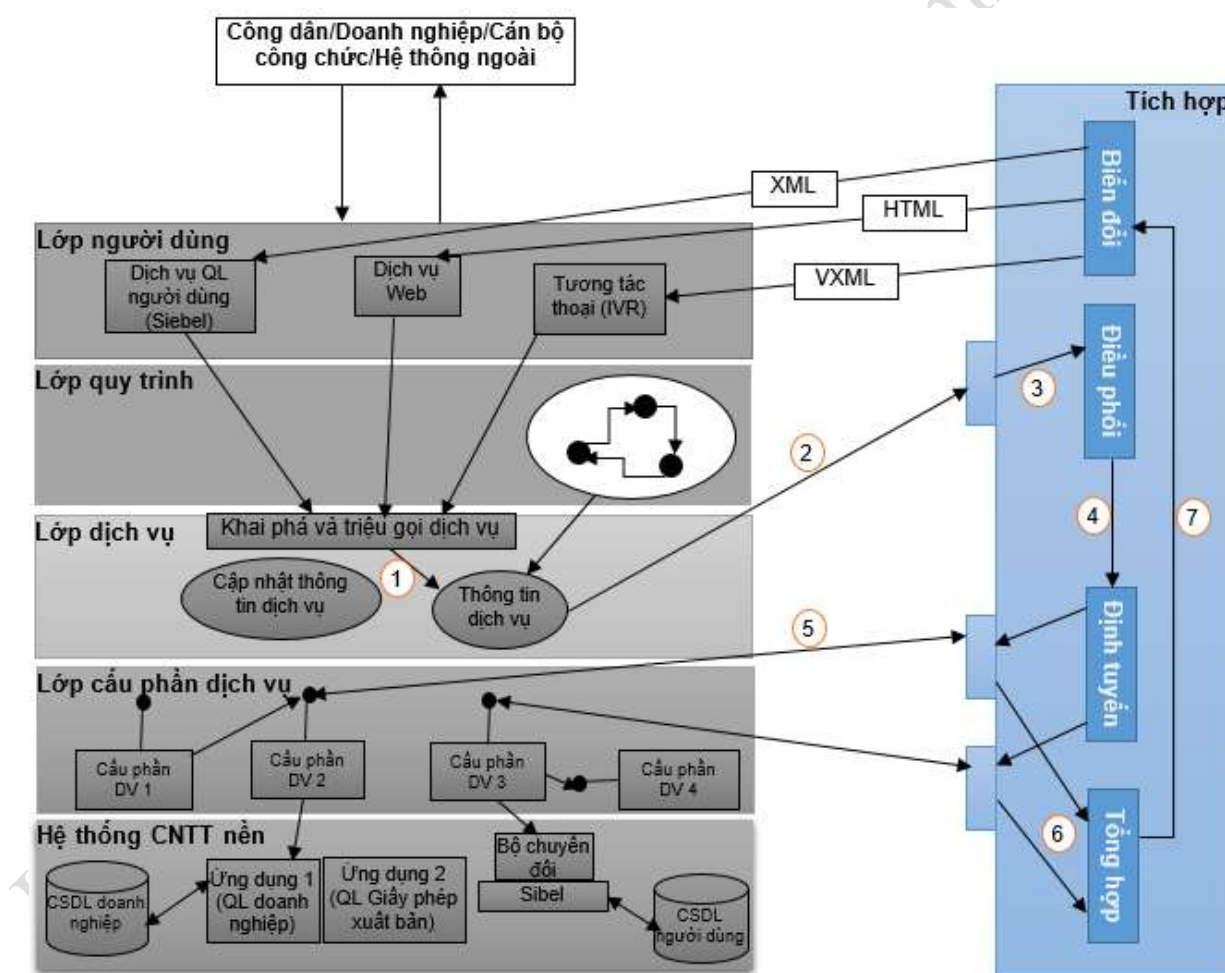 Công dân/Doanh nghiệp/Cán bộ
công chức/Hệ thống ngoài
Tích hợp
Biến đổi
XML
HTML
VXML
Lớp người dùng
Dịch vụ QL
người dùng
(Siebel)
Dịch vụ
Web
Tương tác
thoại (IVR)
Điều phối
3
Lớp quy trình
2
4
7
Lớp dịch vụ
Khai phá và triệu gọi dịch vụ
1
Cập nhật thông
tin dịch vụ
Thông tin
dịch vụ
5
Định tuyến
Lớp cấu phần dịch vụ
Cấu phần
DV 1
Cấu phần
DV 2
Cấu phần
DV 3
Cấu phần
DV 4
6
Tổng hợp
Hệ thống CNTT nền
CSDL doanh
nghiệp
Ứng dụng 1
(QL doanh
nghiệp)
Ứng dụng 2
(QL Giấy phép
xuất bản)
Bộ chuyên
đổi
Sibel
CSDL
người dùng